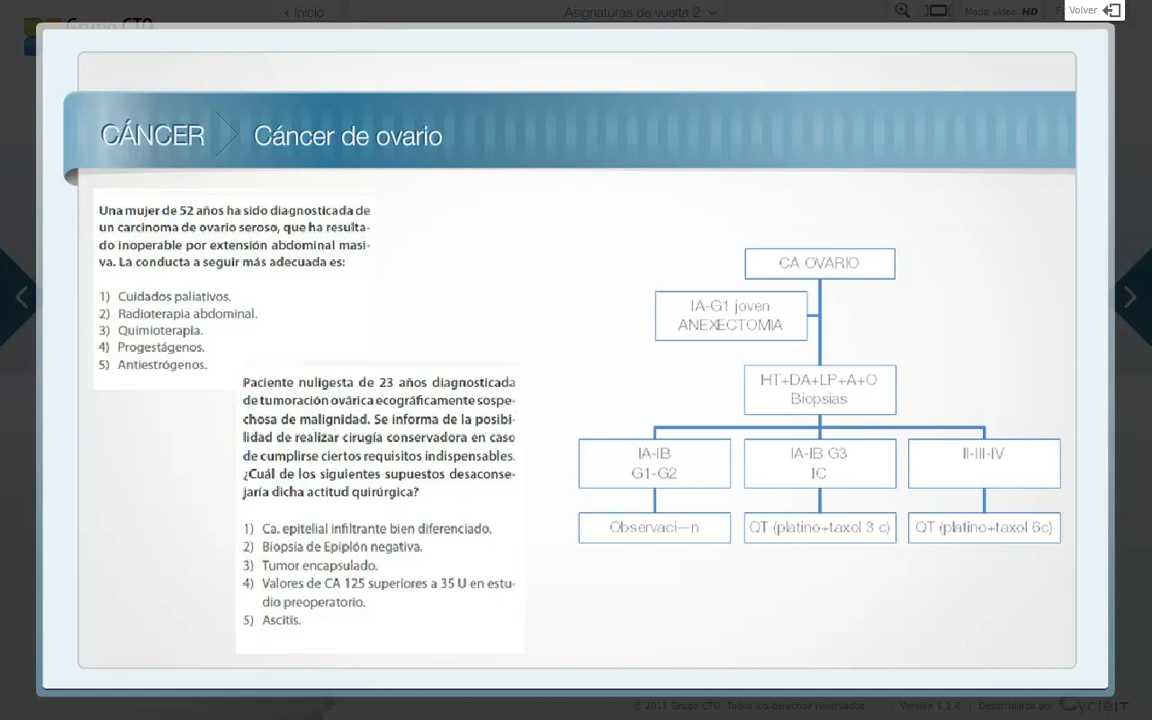 Grupo CTO
‹ Inicio
Asignaturas de vuelta 2
Modo vídeo HD
Volver
CÁNCER
Cáncer de ovario
Una mujer de 52 años ha sido diagnosticada de
un carcinoma de ovario seroso, que ha resulta-
do inoperable por extensión abdominal masi-
va. La conducta a seguir más adecuada es:
1) Cuidados paliativos.
2) Radioterapia abdominal.
3) Quimioterapia.
4) Progestágenos.
5) Antiestrógenos.
Paciente nuligesta de 23 años diagnosticada
de tumoración ovárica ecográficamente sospe-
chosa de malignidad. Se informa de la posibi-
lidad de realizar cirugía conservadora en caso
de cumplirse ciertos requisitos indispensables.
¿Cuál de los siguientes supuestos desaconse-
jaría dicha actitud quirúrgica?
1) Ca. epitelial infiltrante bien diferenciado.
2) Biopsia de Epiplón negativa.
3) Tumor encapsulado.
4) Valores de CA 125 superiores a 35 U en estu-
dio preoperatorio.
5) Ascitis.
CA OVARIO
IA-G1 joven
ANEXECTOMIA
HT+DA+LP+A+O
Biopsias
IA-IB
G1-G2
IA-IB G3
IC
II-III-IV
Observaci—n
QT (platino+taxol 3 c)
QT (platino+taxol 6c)
© 2011 Grupo CTO. Todos los derechos reservados
Versión 1.1.4
Desarrollado por
CycleIT